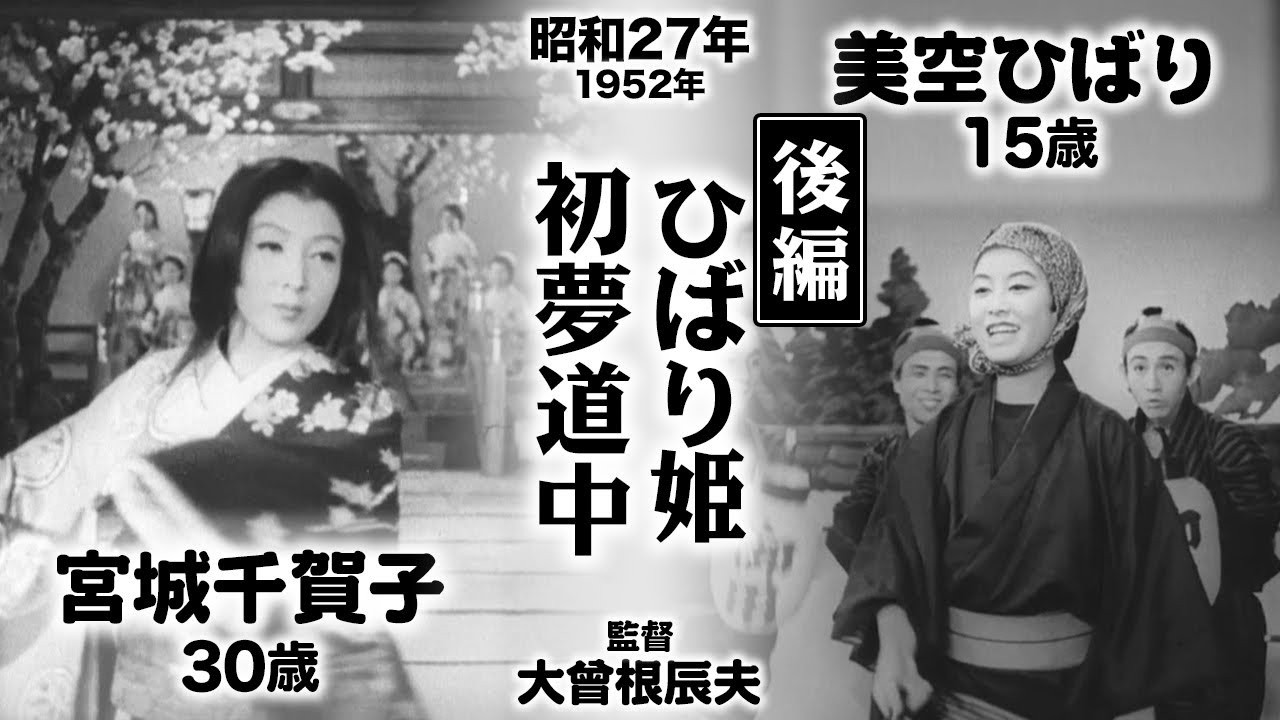 昭和27年
1952年
美空ひばり
15歳
後編
ひばり姫
初夢道中
宮城千賀子
30歳
監督
大曾根辰夫